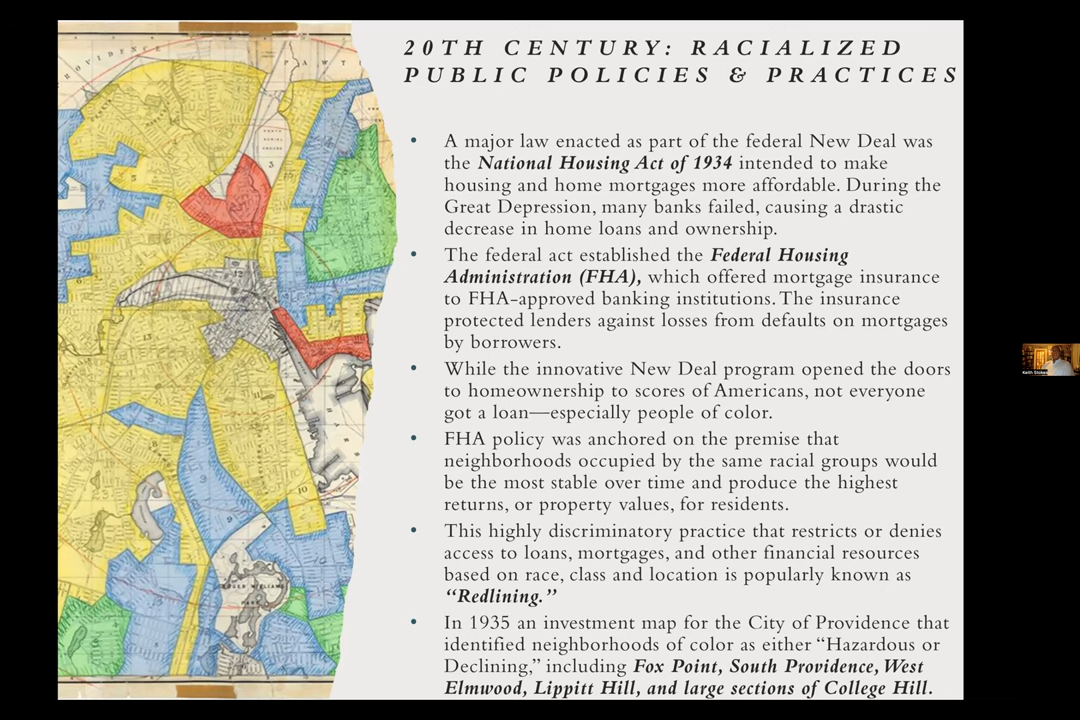 20TH CENTURY: RACIALIZED
PUBLIC POLICIES & PRACTICES
• A major law enacted as part of the federal New Deal was
the National Housing Act of 1934 intended to make
housing and home mortgages more affordable. During the
Great Depression, many banks failed, causing a drastic
decrease in home loans and ownership.
• The federal act established the Federal Housing
Administration (FHA), which offered mortgage insurance
to FHA-approved banking institutions. The insurance
protected lenders against losses from defaults on mortgages
by borrowers.
• While the innovative New Deal program opened the doors
to homeownership to scores of Americans, not everyone
got a loan—especially people of color.
• FHA policy was anchored on the premise that
neighborhoods occupied by the same racial groups would
be the most stable over time and produce the highest
returns, or property values, for residents.
• This highly discriminatory practice that restricts or denies
access to loans, mortgages, and other financial resources
based on race, class and location is popularly known as
“Redlining.”
• In 1935 an investment map for the City of Providence that
identified neighborhoods of color as either “Hazardous or
Declining,” including Fox Point, South Providence, West
Elmwood, Lippitt Hill, and large sections of College Hill.
Keith Stokes